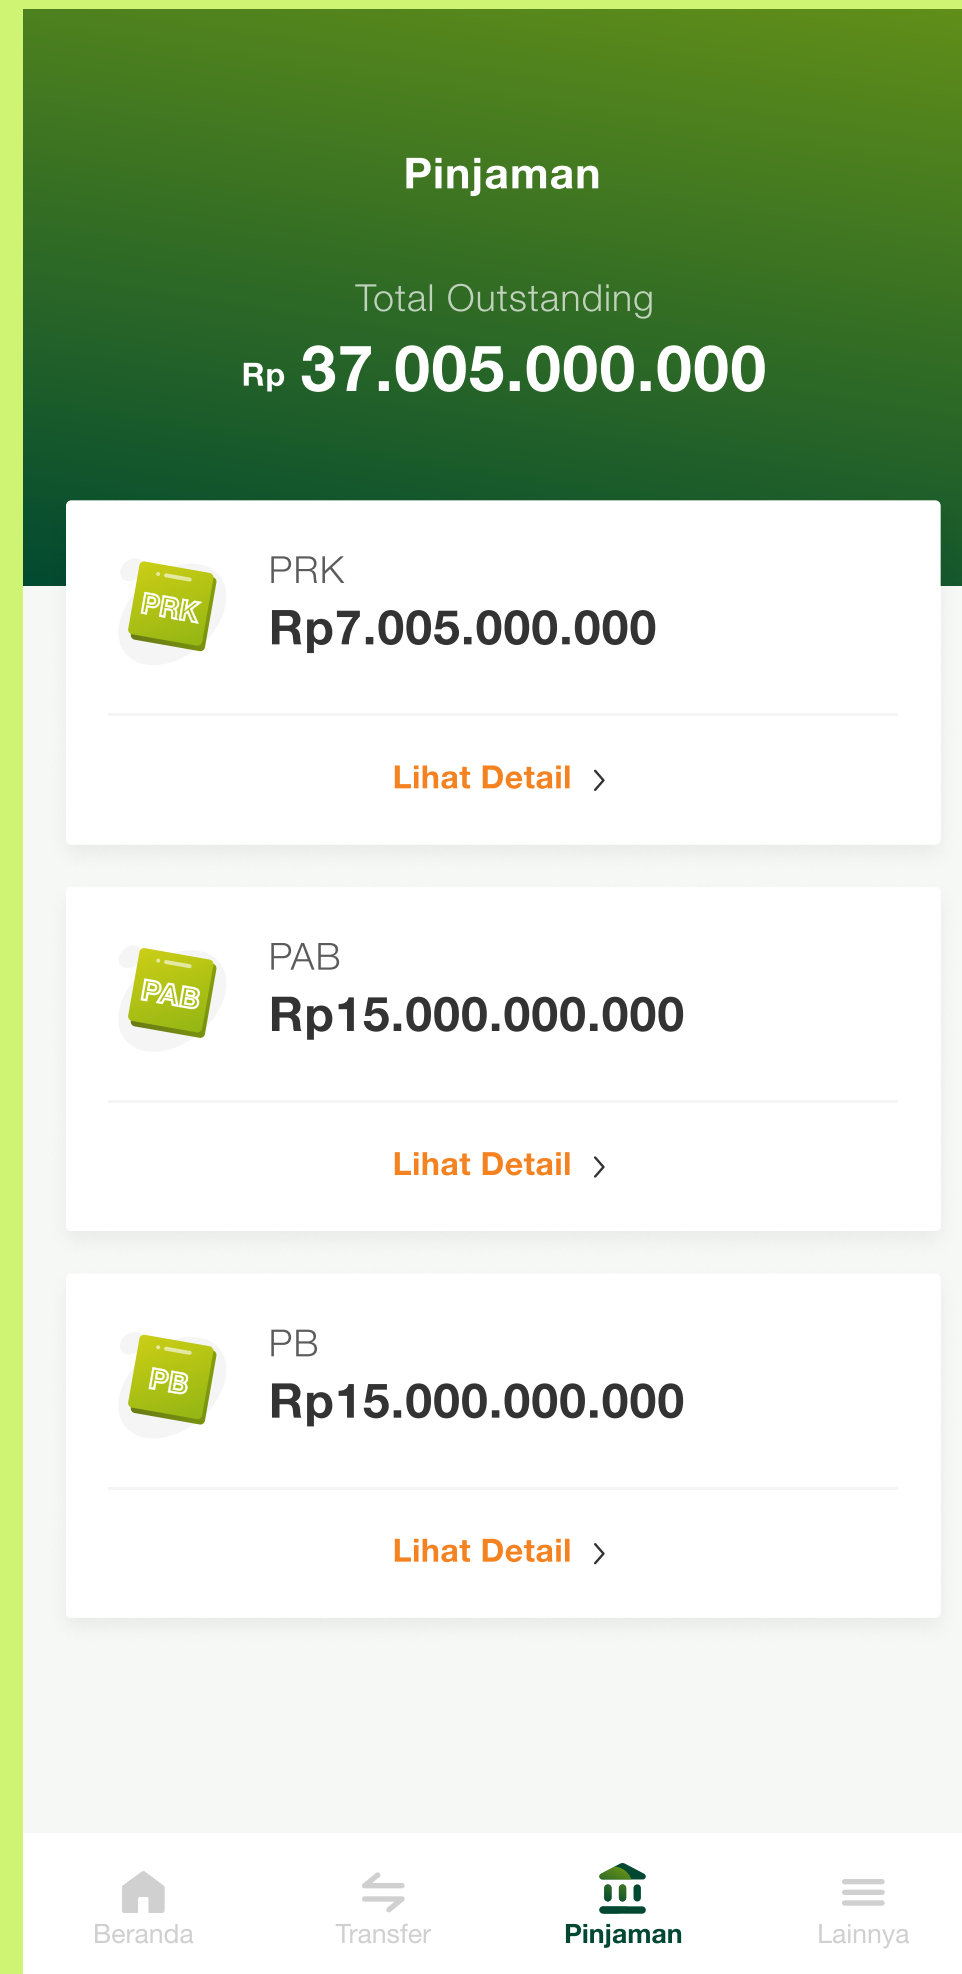 Pinjaman
Total Outstanding
Rp 37.005.000.000
PRK
PRK
Rp7.005.000.000
Lihat Detail
PAB
PAB
Rp15.000.000.000
Lihat Detail
PB
PB
Rp15.000.000.000
Lihat Detail
Beranda Transfer Pinjaman Lainnya